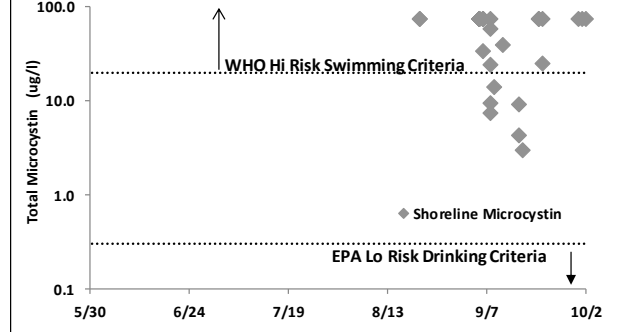 100.0
WHO Hi Risk Swimming Criteria
10.0
Total Microcystin (ug/l)
1.0
Shoreline Microcystin
EPA Lo Risk Drinking Criteria
0.1
5/30 6/24 7/19 8/13 9/7 10/2